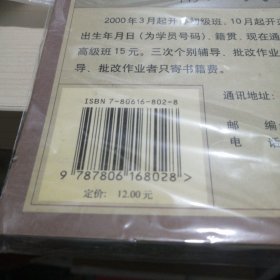 2000年3月起开初级班,10月起开
出生年月日(为学员号码)、籍贯,现在通
高级班15元。三次个别辅导、批改作业
导、批改作业者只寄书籍费。
通讯地址:
邮 编
电 话
ISBN 7-80616-802-8
9 787806 168028 >
定价: 12.00元